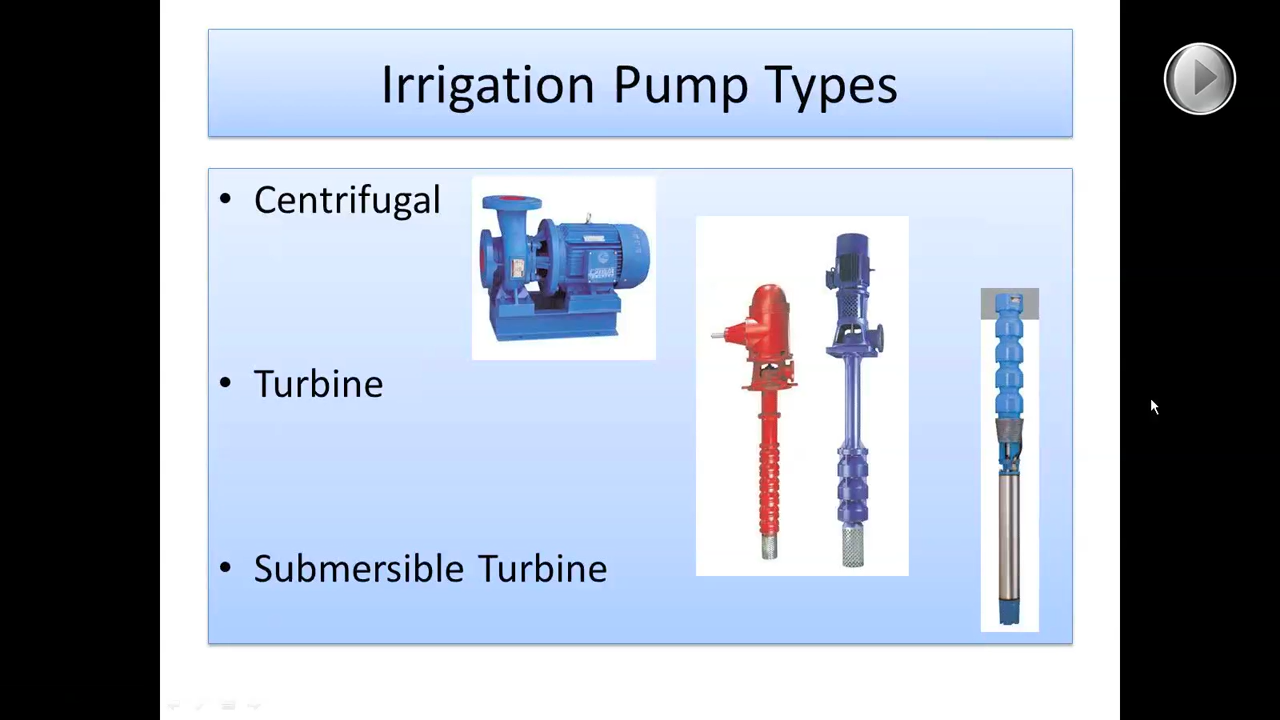 Irrigation Pump Types
• Centrifugal
• Turbine
• Submersible Turbine